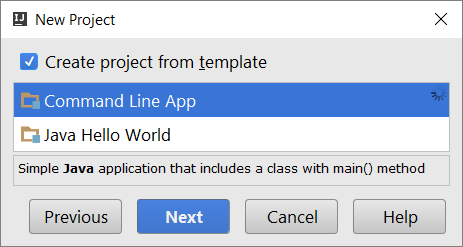 IJ New Project
Create project from template
Command Line App
Java Hello World
Simple Java application that includes a class with main() method
Previous Next Cancel Help